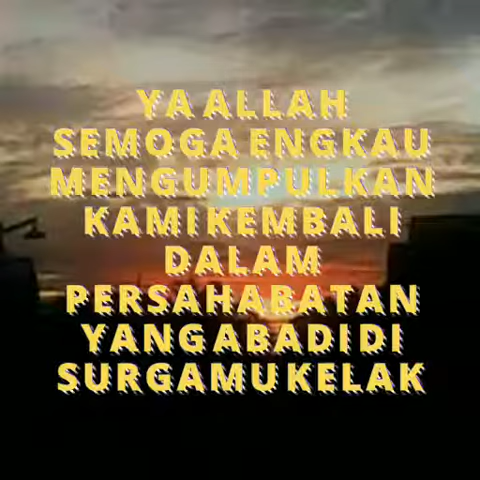 YA ALLAH
SEMOGA ENGKAU
MENGUMPULKAN
KAMI KEMBALI
DALAM
PERSAHABATAN
YANG ABADI DI
SURGAMU KELAK